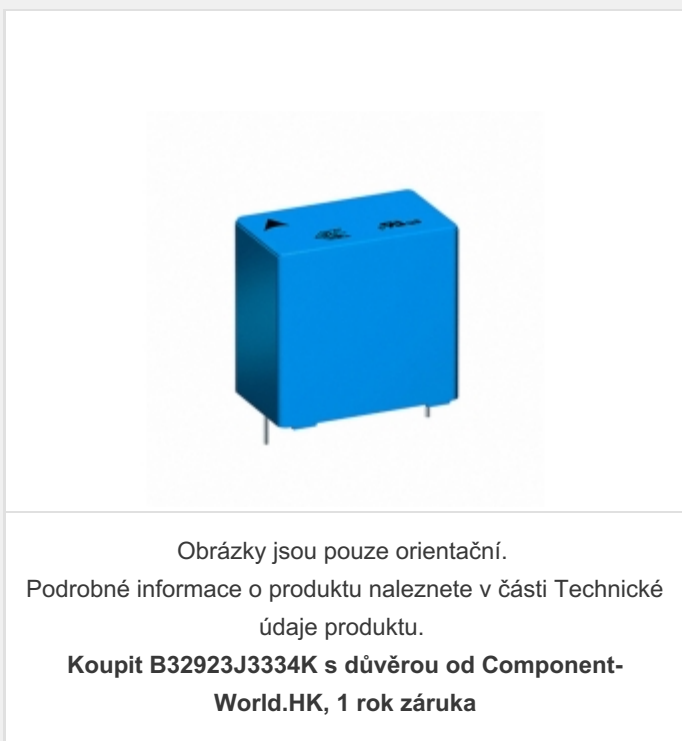 Obrázky jsou pouze orientační.
Podrobné informace o produktu naleznete v části Technické
údaje produktu.
Koupit B32923J3334K s důvěrou od Component-
World.HK, 1 rok záruka